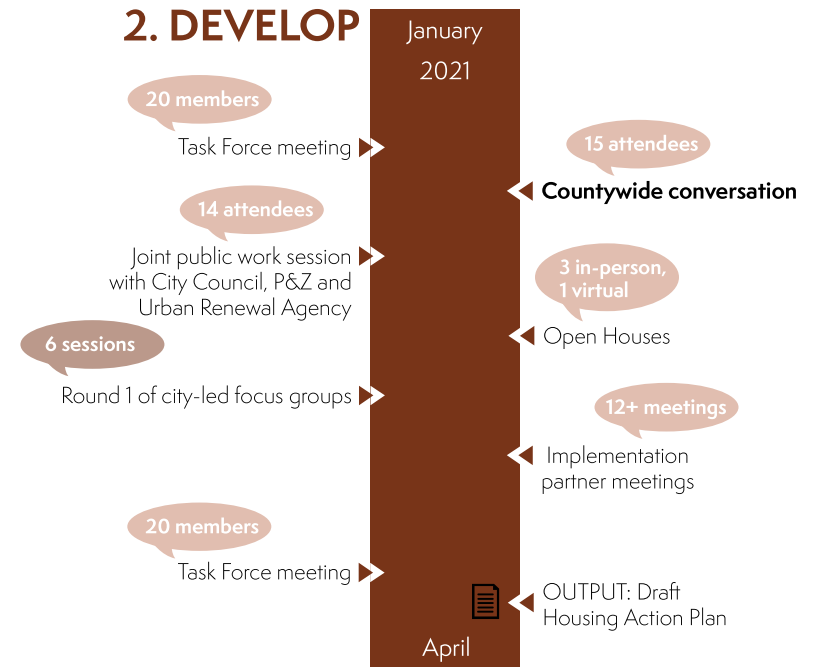 2. DEVELOP
January
2021
20 members
Task Force meeting
15 attendees
Countywide conversation
14 attendees
Joint public work session
with City Council, P&Z and
Urban Renewal Agency
3 in-person,
1 virtual
Open Houses
6 sessions
Round 1 of city-led focus groups
12+ meetings
Implementation
partner meetings
20 members
Task Force meeting
OUTPUT: Draft
Housing Action Plan
April